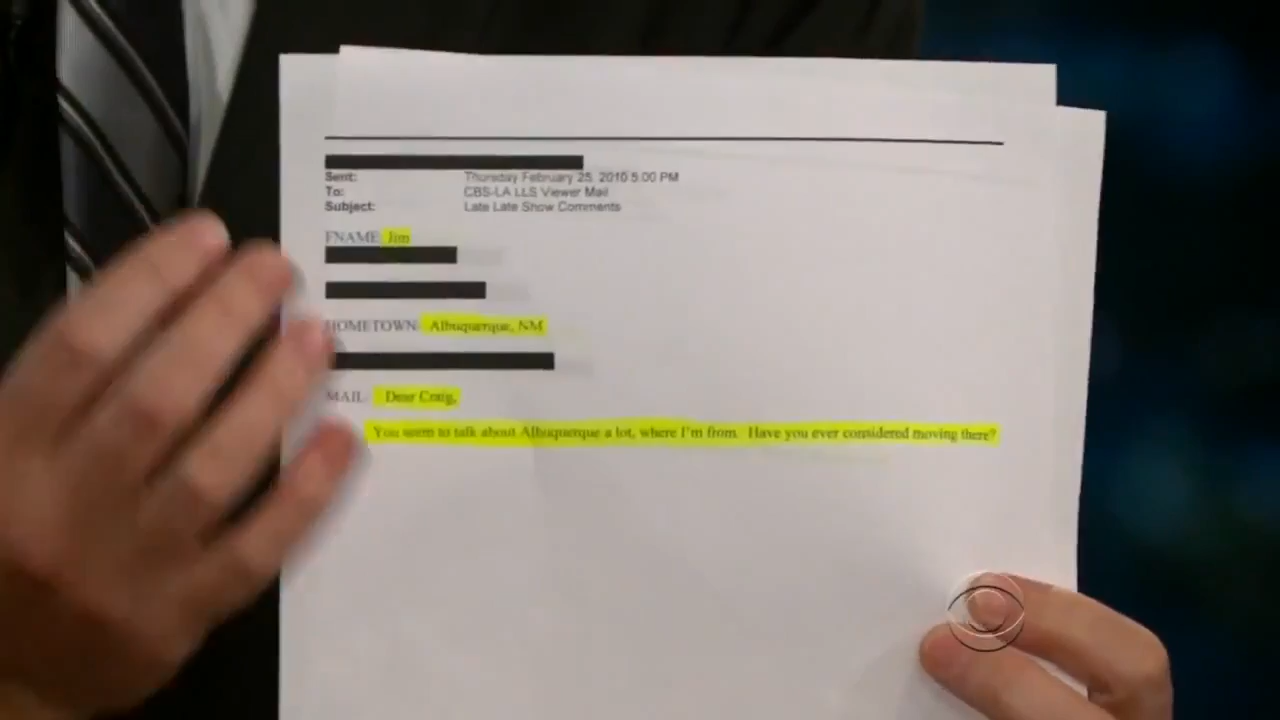 Sent: Thursday February 25, 2010 5:00 PM
To: CBS-LA LLS Viewer Mail
Subject: Late Late Show Comments
FNAME: Jim
HOMETOWN: Albuquerque, NM
MAIL: Dear Craig,
You seem to talk about Albuquerque a lot, where I'm from. Have you ever considered moving there?